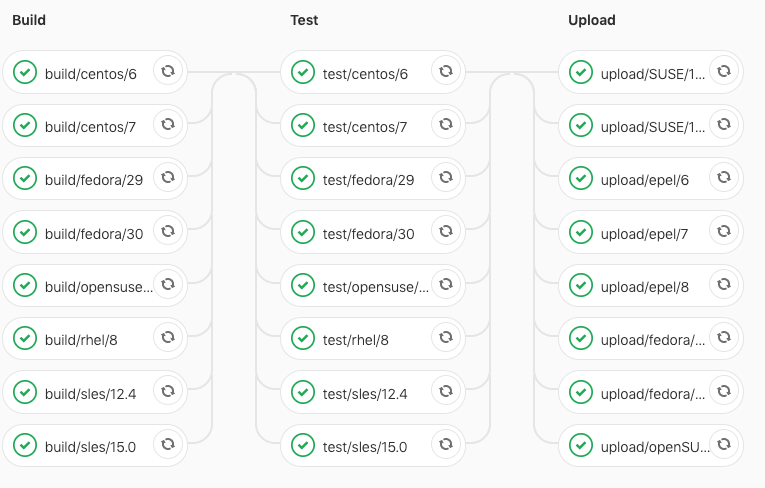 Build
build/centos/6
build/centos/7
build/fedora/29
build/fedora/30
build/opensuse...
build/rhel/8
build/sles/12.4
build/sles/15.0
Test
test/centos/6
test/centos/7
test/fedora/29
test/fedora/30
test/opensuse/...
test/rhel/8
test/sles/12.4
test/sles/15.0
Upload
upload/SUSE/1...
upload/SUSE/1...
upload/epel/6
upload/epel/7
upload/epel/8
upload/fedora/...
upload/fedora/...
upload/openSU...